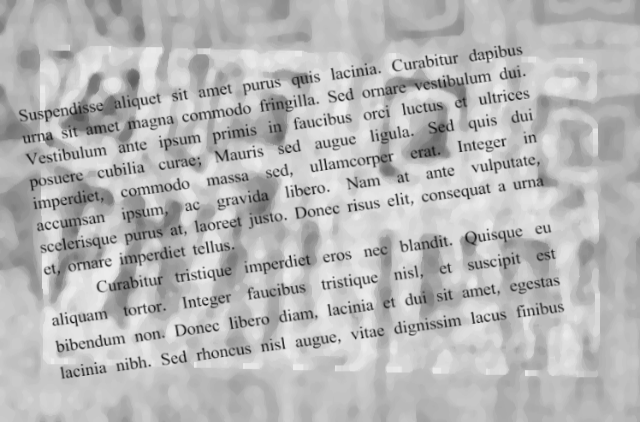 Suspendisse aliquet sit amet purus quis lacinia. Curabitur dapibus
urna sit amet magna commodo fringilla. Sed ornare vestibulum dui.
Vestibulum ante ipsum primis in faucibus orci luctus et ultrices
posuere cubilia curae; Mauris sed augue ligula. Sed quis dui
imperdiet, commodo massa sed, ullamcorper erat. Integer in
accumsan ipsum, ac gravida libero. Nam at ante vulputate,
scelerisque purus at, laoreet justo. Donec risus elit, consequat a urna
et, ornare imperdiet tellus.
Curabitur tristique imperdiet eros nec blandit. Quisque eu
aliquam tortor. Integer faucibus tristique nisl, et suscipit est
bibendum non. Donec libero diam, lacinia et dui sit amet, egestas
lacinia nibh. Sed rhoncus nisl augue, vitae dignissim lacus finibus